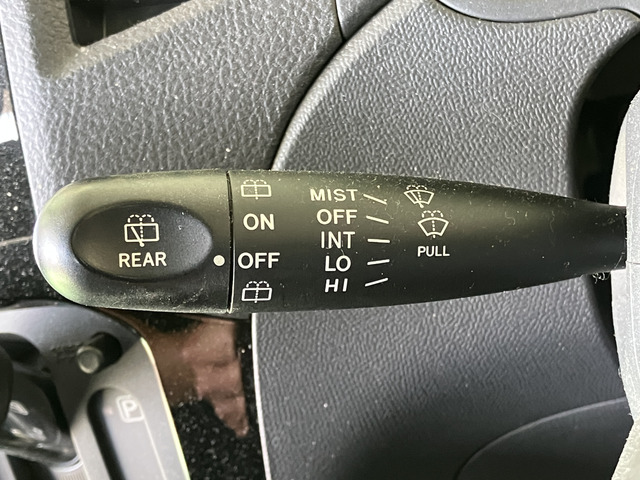 REAR
ON
OFF
MIST
OFF
INT
LO
HI
PULL
P